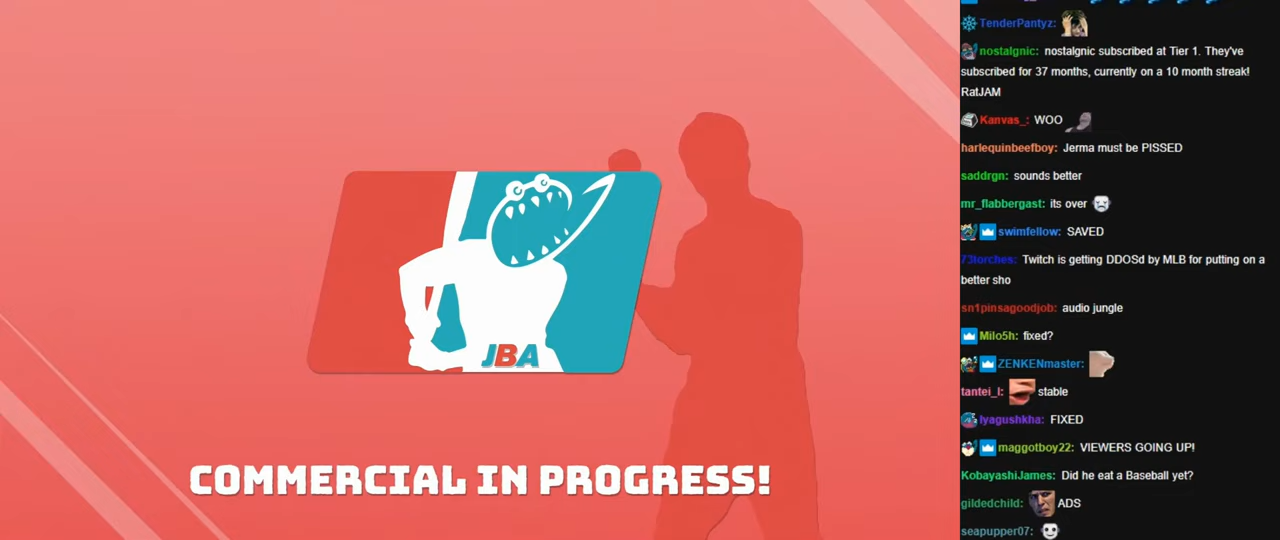 JBA
COMMERCIAL IN PROGRESS!
TenderPantyz:
nostalgnic: nostalgnic subscribed at Tier 1. They've
subscribed for 37 months, currently on a 10 month streak!
RatJAM
Kanvas_: WOO
harlequinbeefboy: Jerma must be PISSED
saddrgn: sounds better
mr_flabbergast: its over
swimfellow: SAVED
73torches: Twitch is getting DDOSd by MLB for putting on a
better sho
sn1pinsagoodjob: audio jungle
Milo5h: fixed?
ZENKENmaster:
tantei_l: stable
lyagushkha: FIXED
maggotboy22: VIEWERS GOING UP!
KobayashiJames: Did he eat a Baseball yet?
gildedchild: ADS
seapupper07: